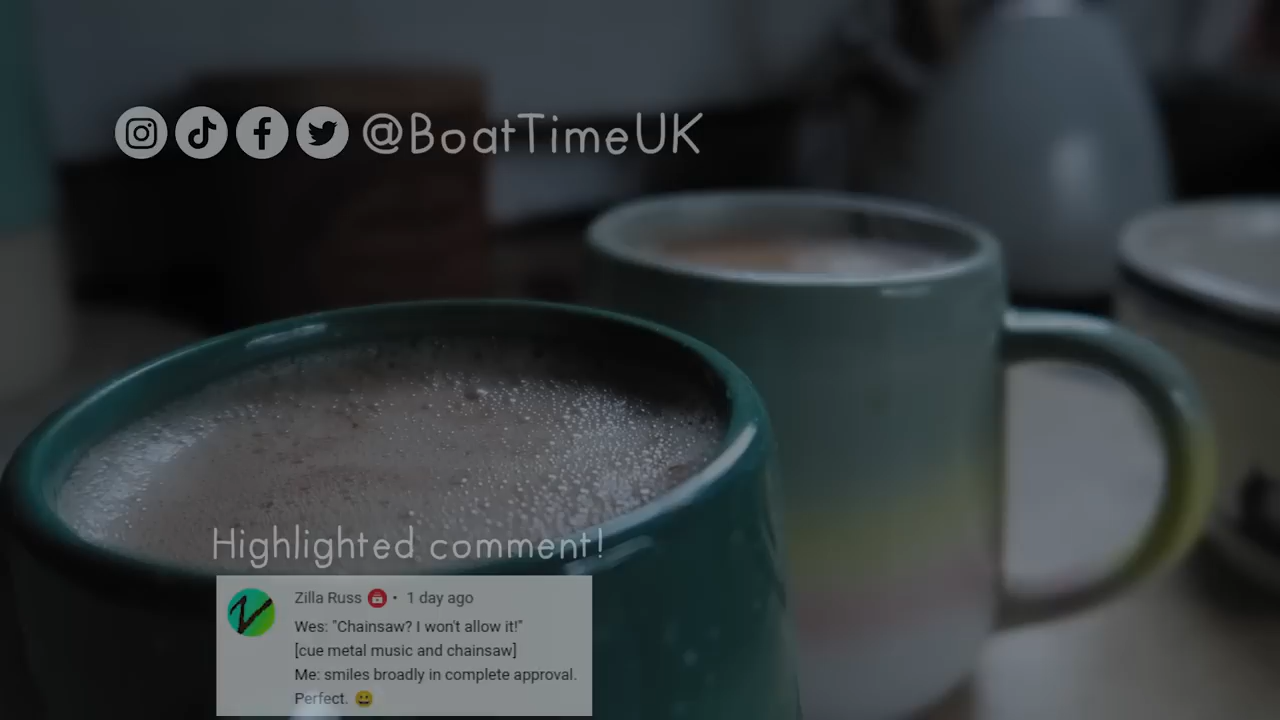 @BoatTimeUK
Highlighted comment!
Zilla Russ • 1 day ago
Wes: "Chainsaw? I won't allow it!"
[cue metal music and chainsaw]
Me: smiles broadly in complete approval.
Perfect. 😀